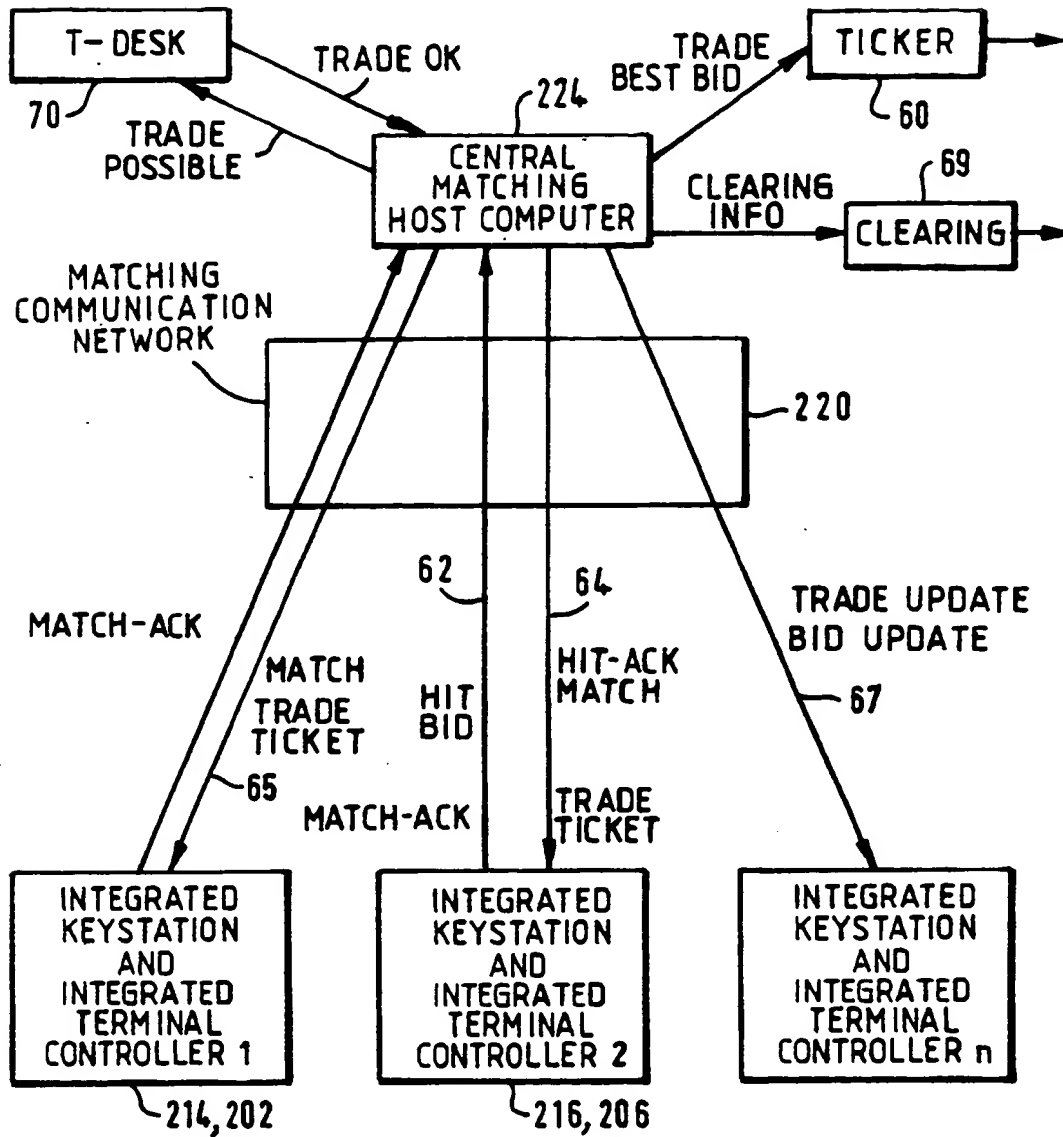 T-DESK
70
TRADE OK
TRADE
POSSIBLE
TRADE
BEST BID
TICKER
60
224
CENTRAL
MATCHING
HOST COMPUTER
CLEARING
INFO
69
CLEARING
MATCHING
COMMUNICATION
NETWORK
220
MATCH-ACK
MATCH
TRADE
TICKET
65
62
HIT
BID
MATCH-ACK
64
HIT-ACK
MATCH
TRADE
TICKET
TRADE UPDATE
BID UPDATE
67
INTEGRATED
KEYSTATION
AND
INTEGRATED
TERMINAL
CONTROLLER 1
214,202
INTEGRATED
KEYSTATION
AND
INTEGRATED
TERMINAL
CONTROLLER 2
216,206
INTEGRATED
KEYSTATION
AND
INTEGRATED
TERMINAL
CONTROLLER n